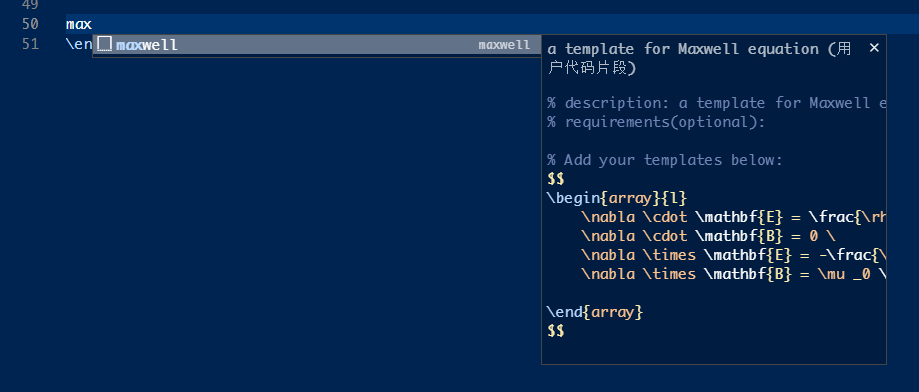 49
50 max
51 \en
maxwell maxwell
a template for Maxwell equation (用
户代码片段)
% description: a template for Maxwell e
% requirements(optional):
% Add your templates below:
$$
\begin{array}{l}
\nabla \cdot \mathbf{E} = \frac{\rh
\nabla \cdot \mathbf{B} = 0 \
\nabla \times \mathbf{E} = -\frac{\
\nabla \times \mathbf{B} = \mu _0 \
\end{array}
$$